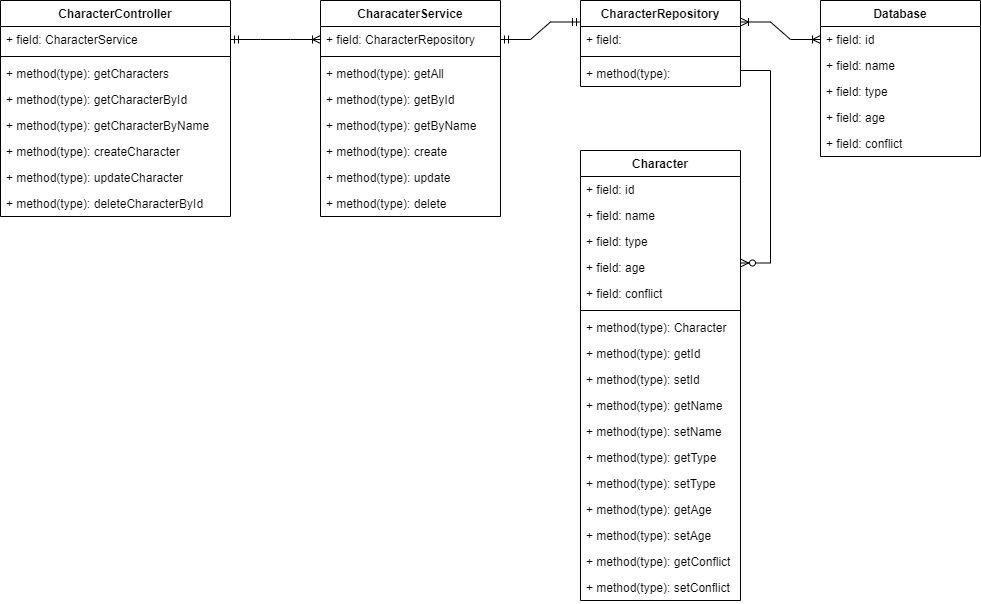 CharacterController
+ field: CharacterService
+ method(type): getCharacters
+ method(type): getCharacterById
+ method(type): getCharacterByName
+ method(type): createCharacter
+ method(type): updateCharacter
+ method(type): deleteCharacterById
CharacaterService
+ field: CharacterRepository
+ method(type): getAll
+ method(type): getById
+ method(type): getByName
+ method(type): create
+ method(type): update
+ method(type): delete
CharacterRepository
+ field:
+ method(type):
Database
+ field: id
+ field: name
+ field: type
+ field: age
+ field: conflict
Character
+ field: id
+ field: name
+ field: type
+ field: age
+ field: conflict
+ method(type): Character
+ method(type): getId
+ method(type): setId
+ method(type): getName
+ method(type): setName
+ method(type): getType
+ method(type): setType
+ method(type): getAge
+ method(type): setAge
+ method(type): getConflict
+ method(type): setConflict